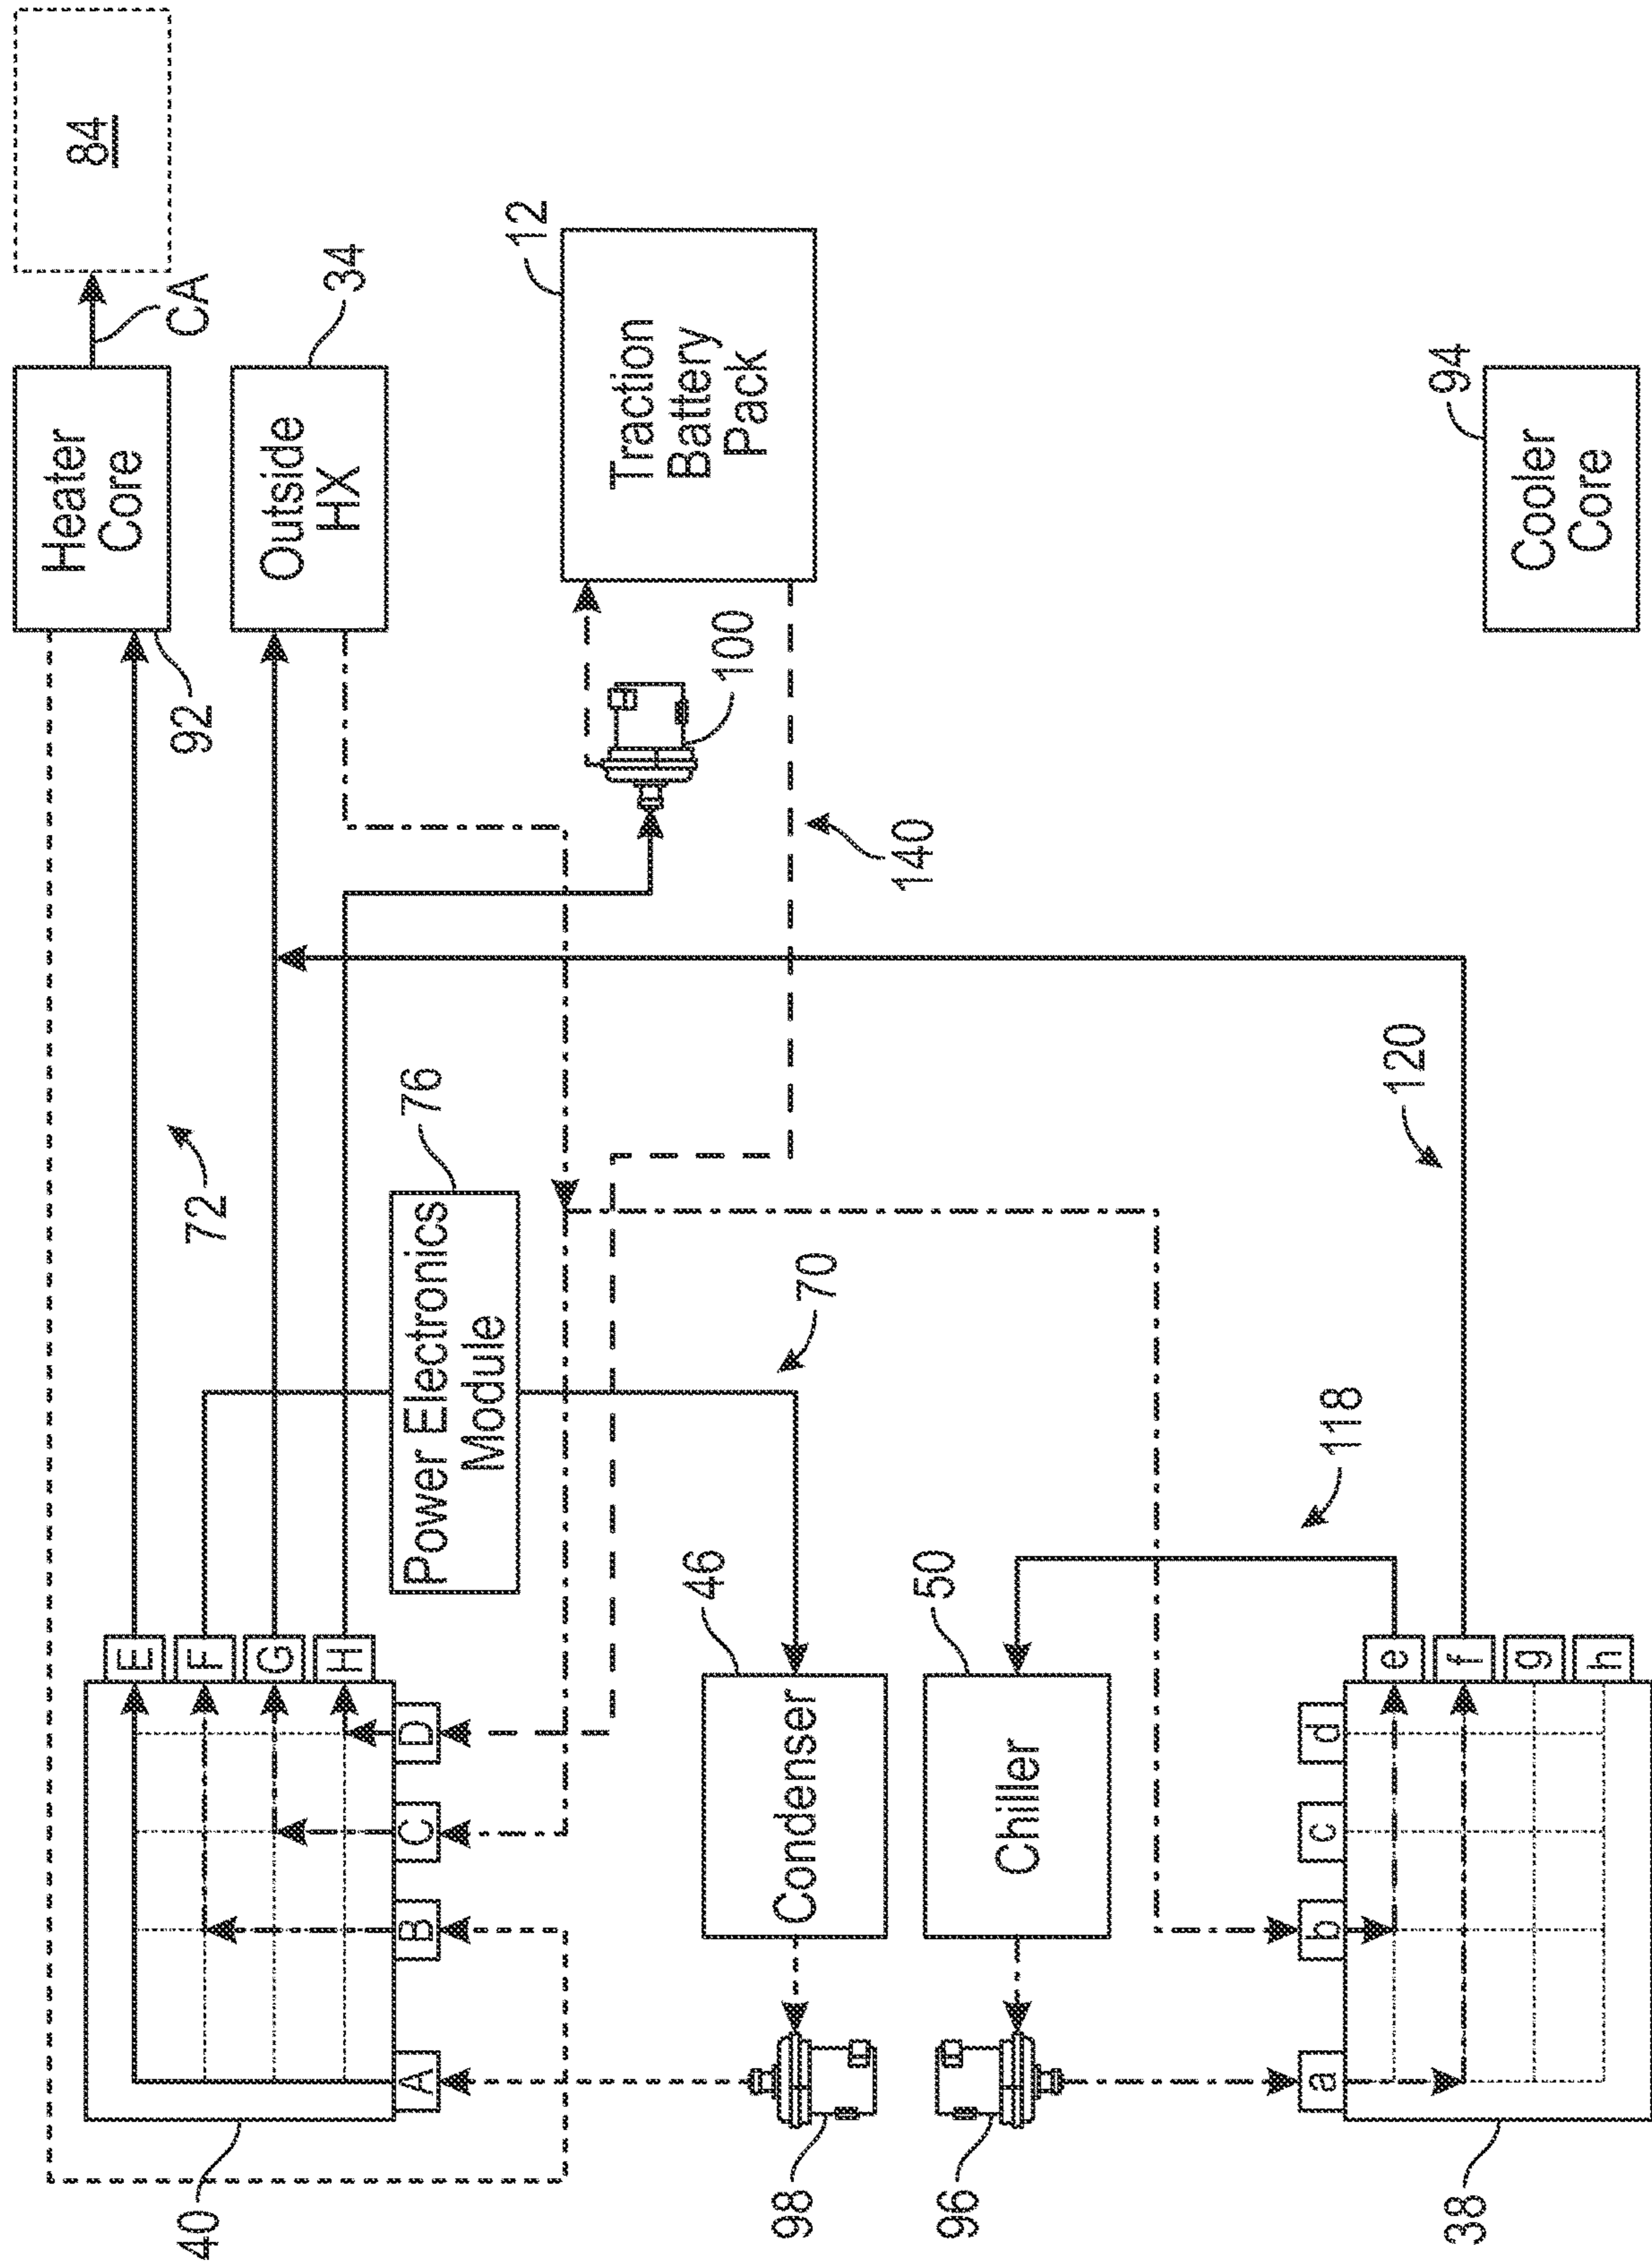 84
CA
Heater
Core
92
Outside
HX
34
Traction
Battery
Pack
12
100
140
Cooler
Core
94
72
Power Electronics
Module
76
70
120
118
E
F
G
H
A
B
C
D
40
Condenser
46
98
Chiller
50
96
a
b
c
d
e
f
g
h
38